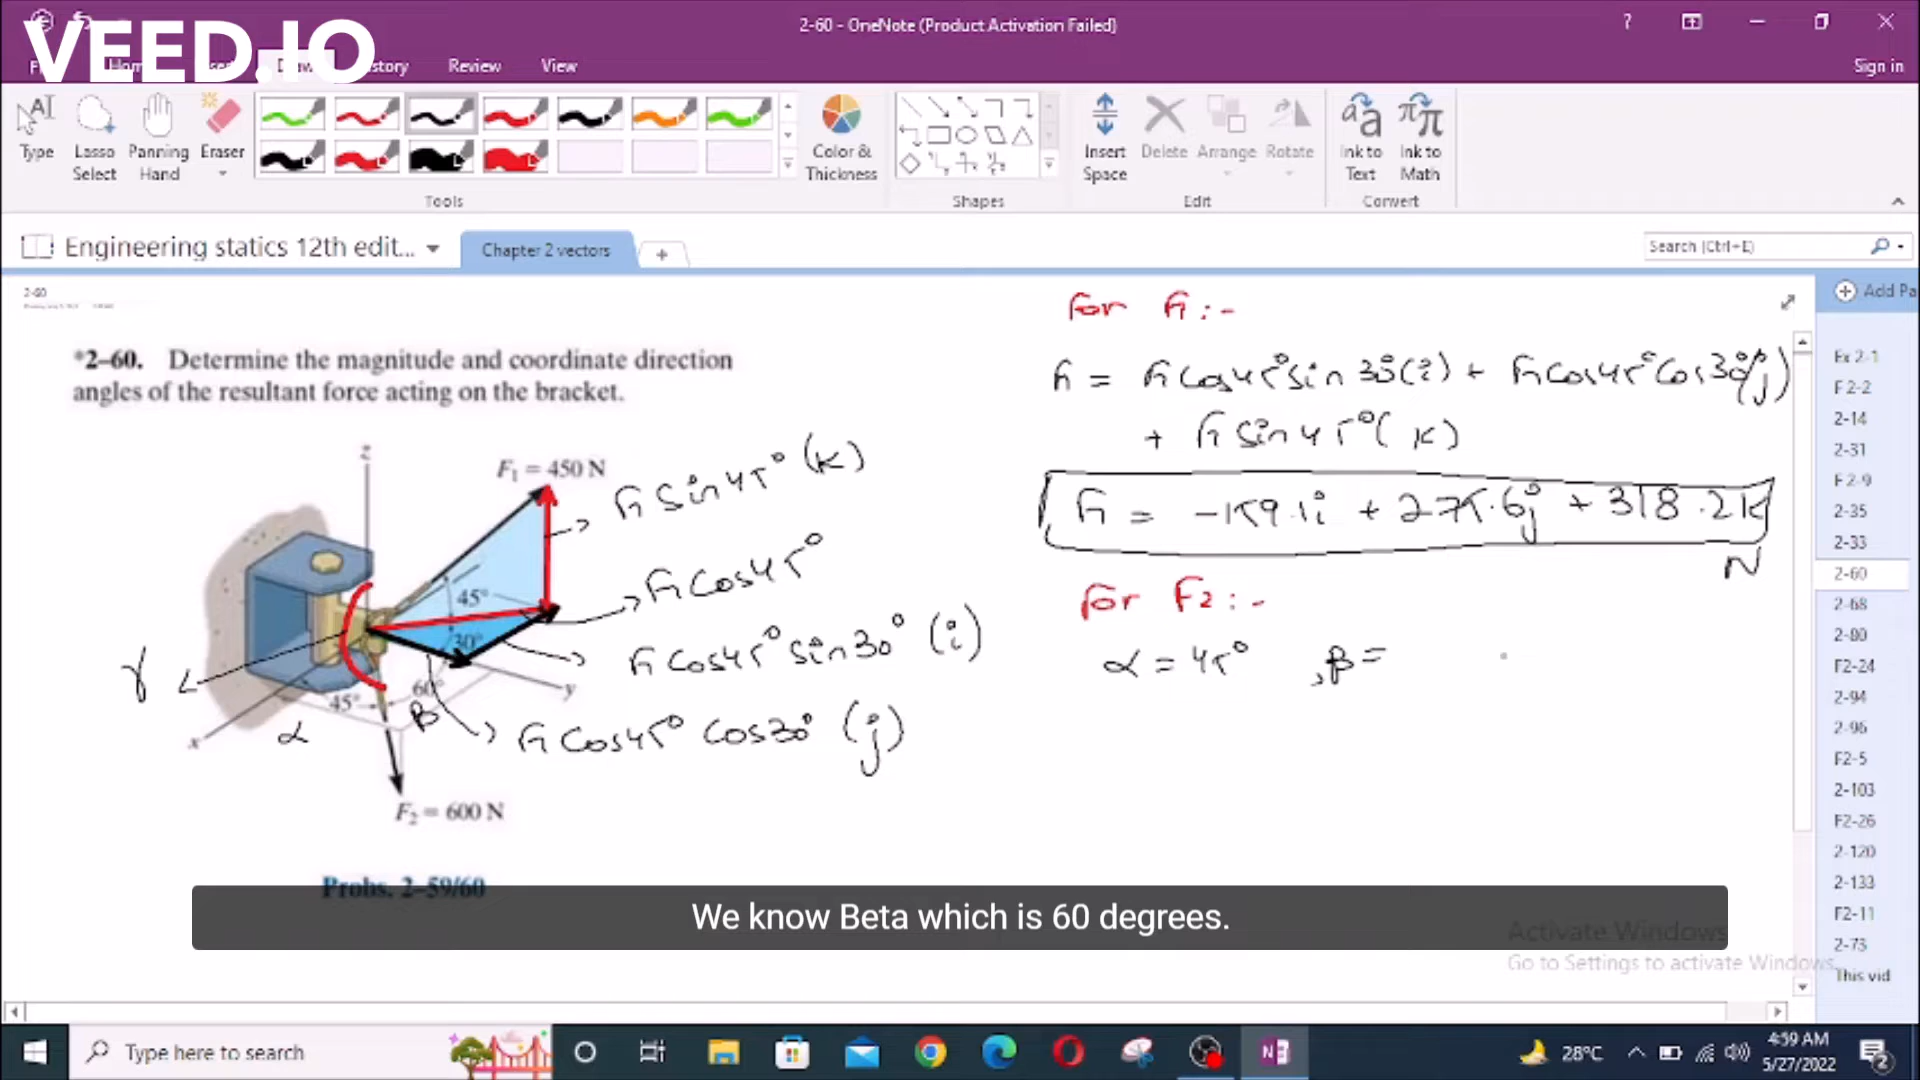 2-60 - OneNote (Product Activation Failed)
VEED.IO
Review
View
Sign in
Type
Lasso Select
Panning Hand
Eraser
Color & Thickness
Insert Space
Delete
Arrange
Rotate
Ink to Text
Ink to Math
Tools
Shapes
Edit
Convert
Engineering statics 12th edit...
Chapter 2 vectors
Search (Ctrl+E)
2-60
Add Pa
*2–60. Determine the magnitude and coordinate direction
angles of the resultant force acting on the bracket.
z
F₁ = 450 N
45°
30°
60°
45°
y
x
F₂ = 600 N
Probs. 2–59/60
F₁ sin45° (k)
F₁ cos45°
F₁ cos45° sin30° (i)
F₁ cos45° cos30° (j)
γ
α
β
For F₁ :-
F₁ = F₁ cos45° sin30° (i) + F₁ cos45° cos30° (j)
+ F₁ sin45° (k)
F₁ = -159.1i + 275.6j + 318.2k
N
For F2 :-
α = 45° , β =
Ex 2-1
F 2-2
2-14
2-31
F 2-9
2-35
2-33
2-60
2-68
2-80
F2-24
2-94
2-96
F2-5
2-103
F2-26
2-120
2-133
F2-11
2-73
This vid
We know Beta which is 60 degrees.
Activate Windows
Go to Settings to activate Windows.
Type here to search
28°C
4:59 AM
5/27/2022
2